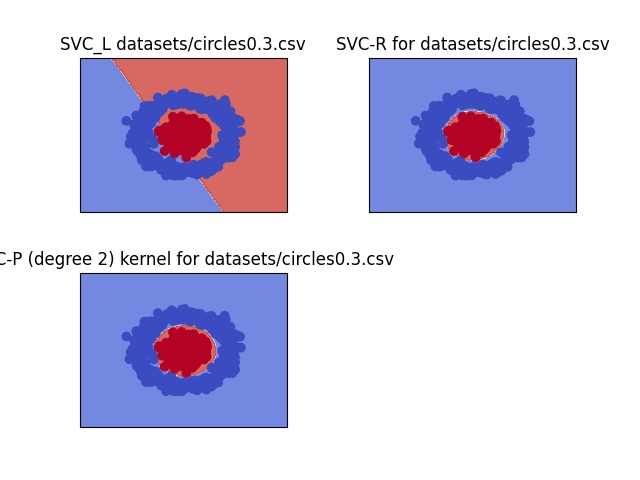 SVC_L datasets/circles0.3.csv
SVC-R for datasets/circles0.3.csv
C-P (degree 2) kernel for datasets/circles0.3.csv